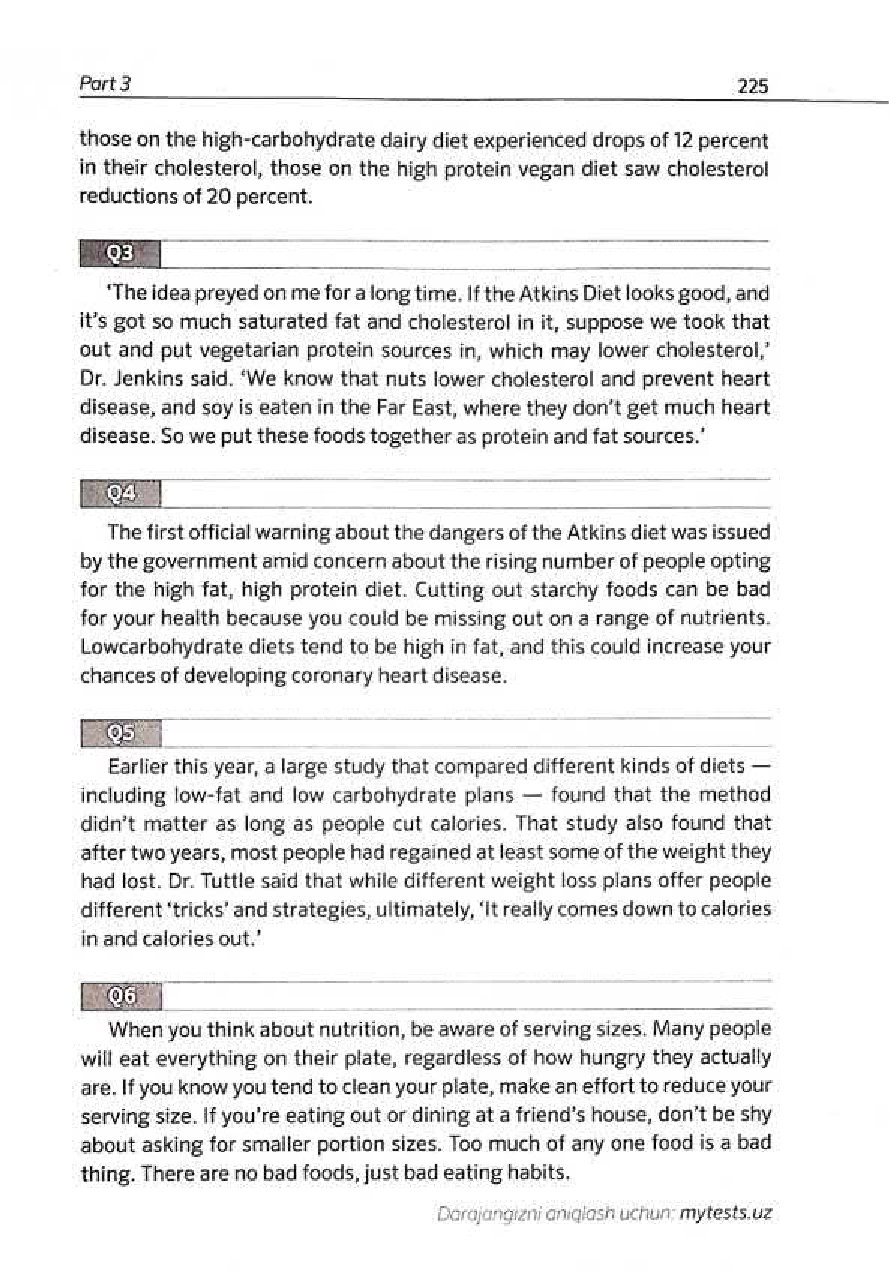 Part 3
225
those on the high-carbohydrate dairy diet experienced drops of 12 percent
in their cholesterol, those on the high protein vegan diet saw cholesterol
reductions of 20 percent.
Q3
‘The idea preyed on me for a long time. If the Atkins Diet looks good, and
it’s got so much saturated fat and cholesterol in it, suppose we took that
out and put vegetarian protein sources in, which may lower cholesterol,’
Dr. Jenkins said. ‘We know that nuts lower cholesterol and prevent heart
disease, and soy is eaten in the Far East, where they don’t get much heart
disease. So we put these foods together as protein and fat sources.’
Q4
The first official warning about the dangers of the Atkins diet was issued
by the government amid concern about the rising number of people opting
for the high fat, high protein diet. Cutting out starchy foods can be bad
for your health because you could be missing out on a range of nutrients.
Lowcarbohydrate diets tend to be high in fat, and this could increase your
chances of developing coronary heart disease.
Q5
Earlier this year, a large study that compared different kinds of diets —
including low-fat and low carbohydrate plans — found that the method
didn’t matter as long as people cut calories. That study also found that
after two years, most people had regained at least some of the weight they
had lost. Dr. Tuttle said that while different weight loss plans offer people
different ‘tricks’ and strategies, ultimately, ‘It really comes down to calories
in and calories out.’
Q6
When you think about nutrition, be aware of serving sizes. Many people
will eat everything on their plate, regardless of how hungry they actually
are. If you know you tend to clean your plate, make an effort to reduce your
serving size. If you’re eating out or dining at a friend’s house, don’t be shy
about asking for smaller portion sizes. Too much of any one food is a bad
thing. There are no bad foods, just bad eating habits.
Darajangizni aniqlash uchun: mytests.uz